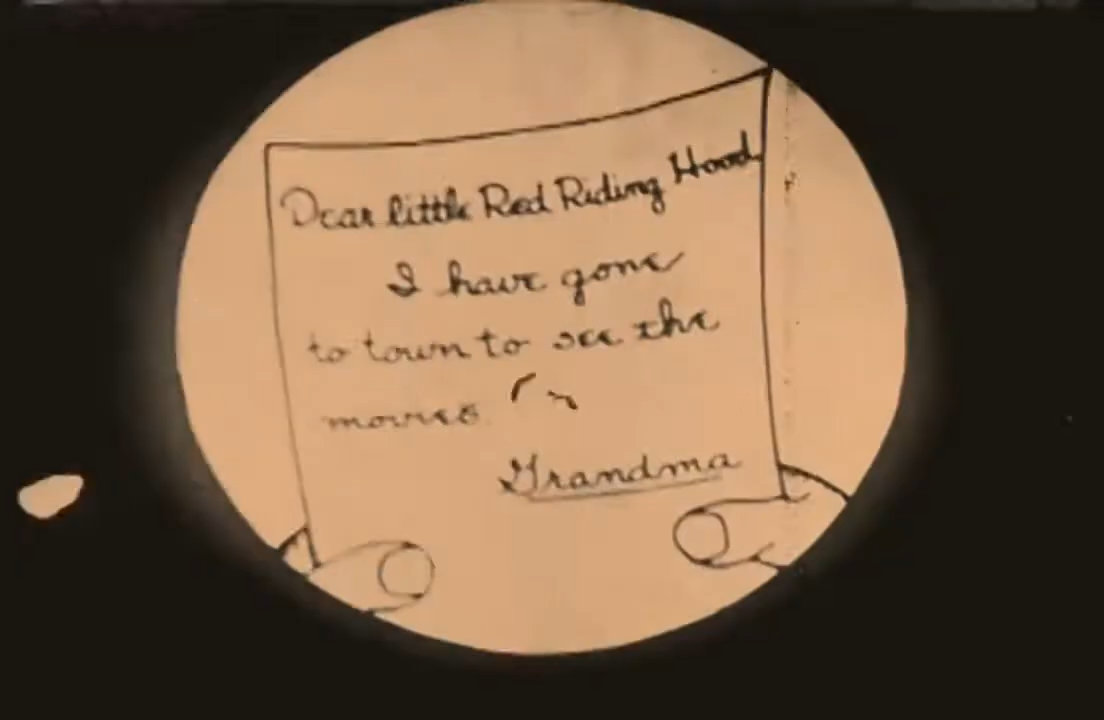 Dear little Red Riding Hood
I have gone
to town to see the
movies.
Grandma